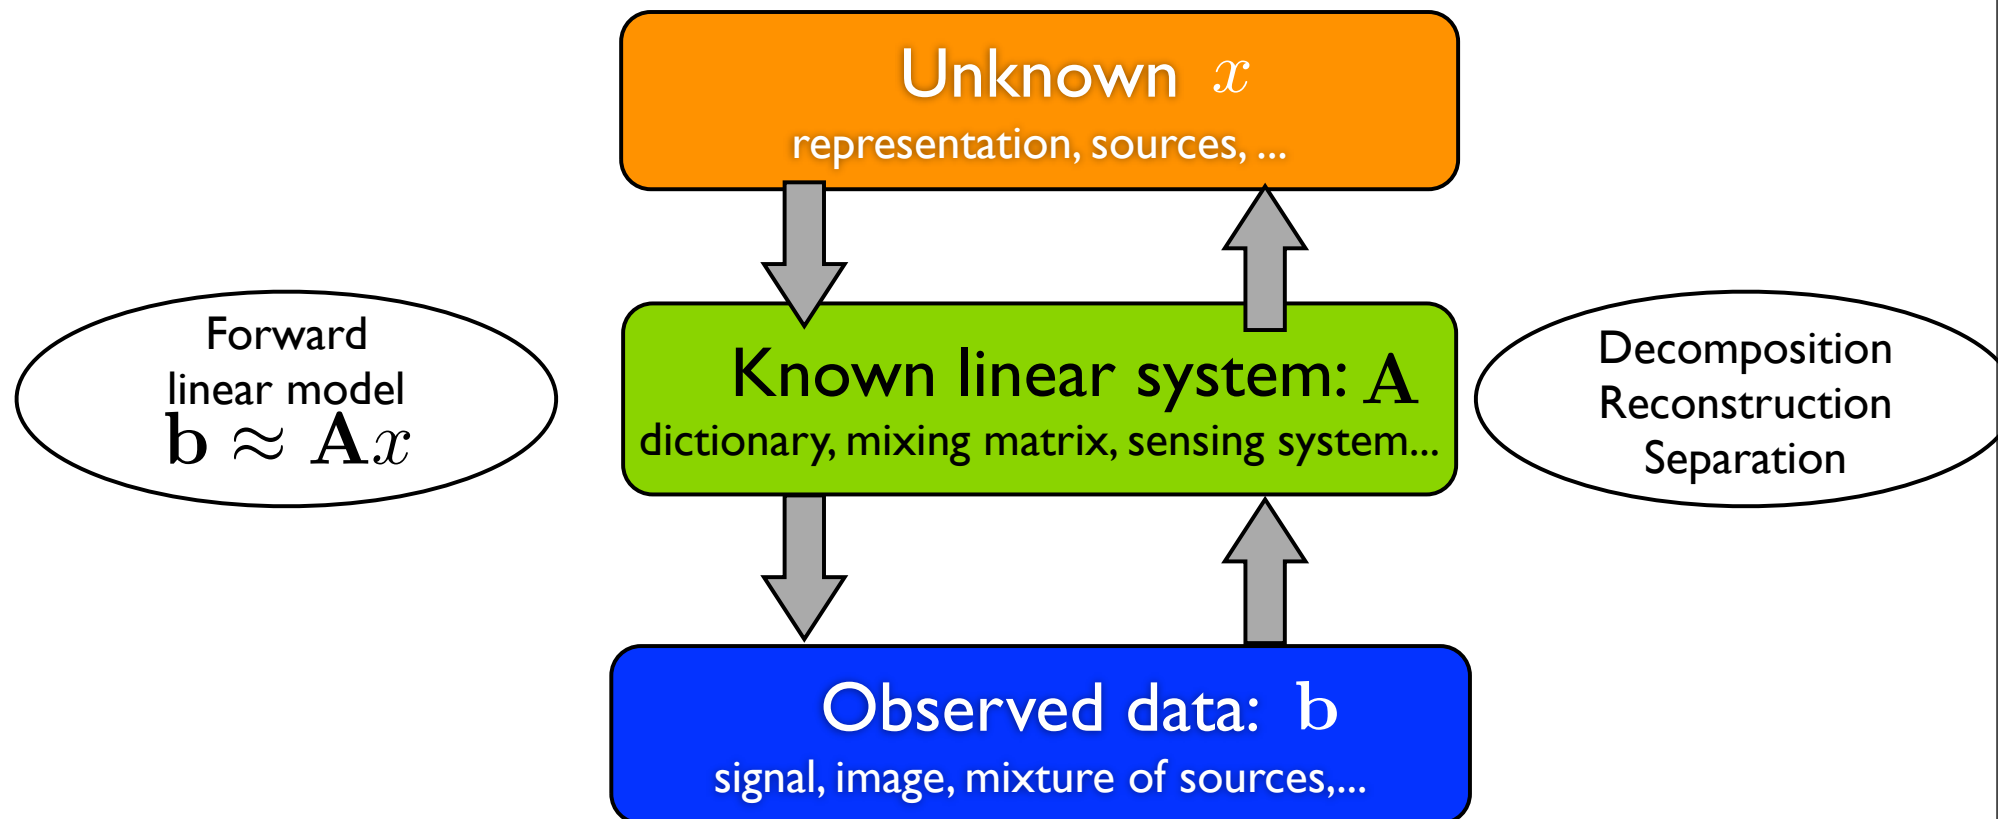 Unknown x
representation, sources, ...
Forward
linear model
b ≈ Ax
Known linear system: A
dictionary, mixing matrix, sensing system...
Decomposition
Reconstruction
Separation
Observed data: b
signal, image, mixture of sources,...